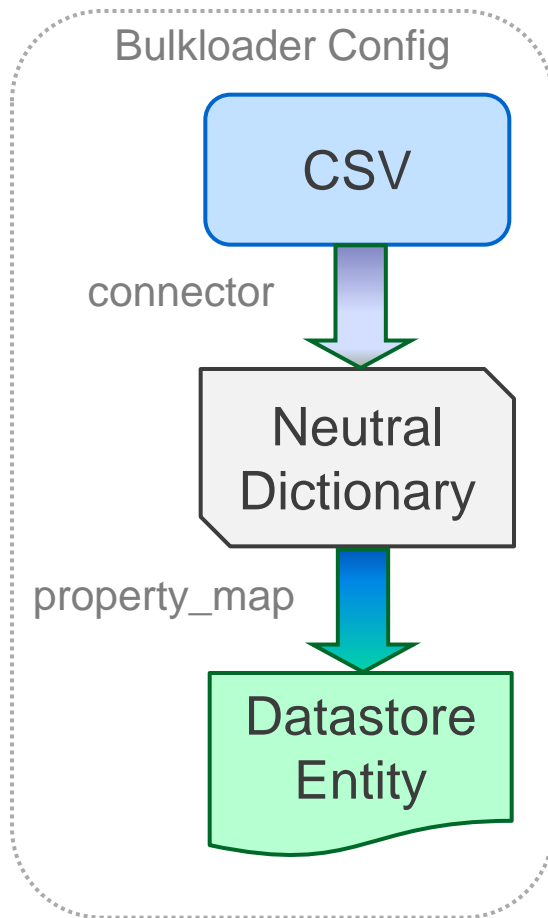 Bulkloader Config
CSV
connector
Neutral
Dictionary
property_map
Datastore
Entity